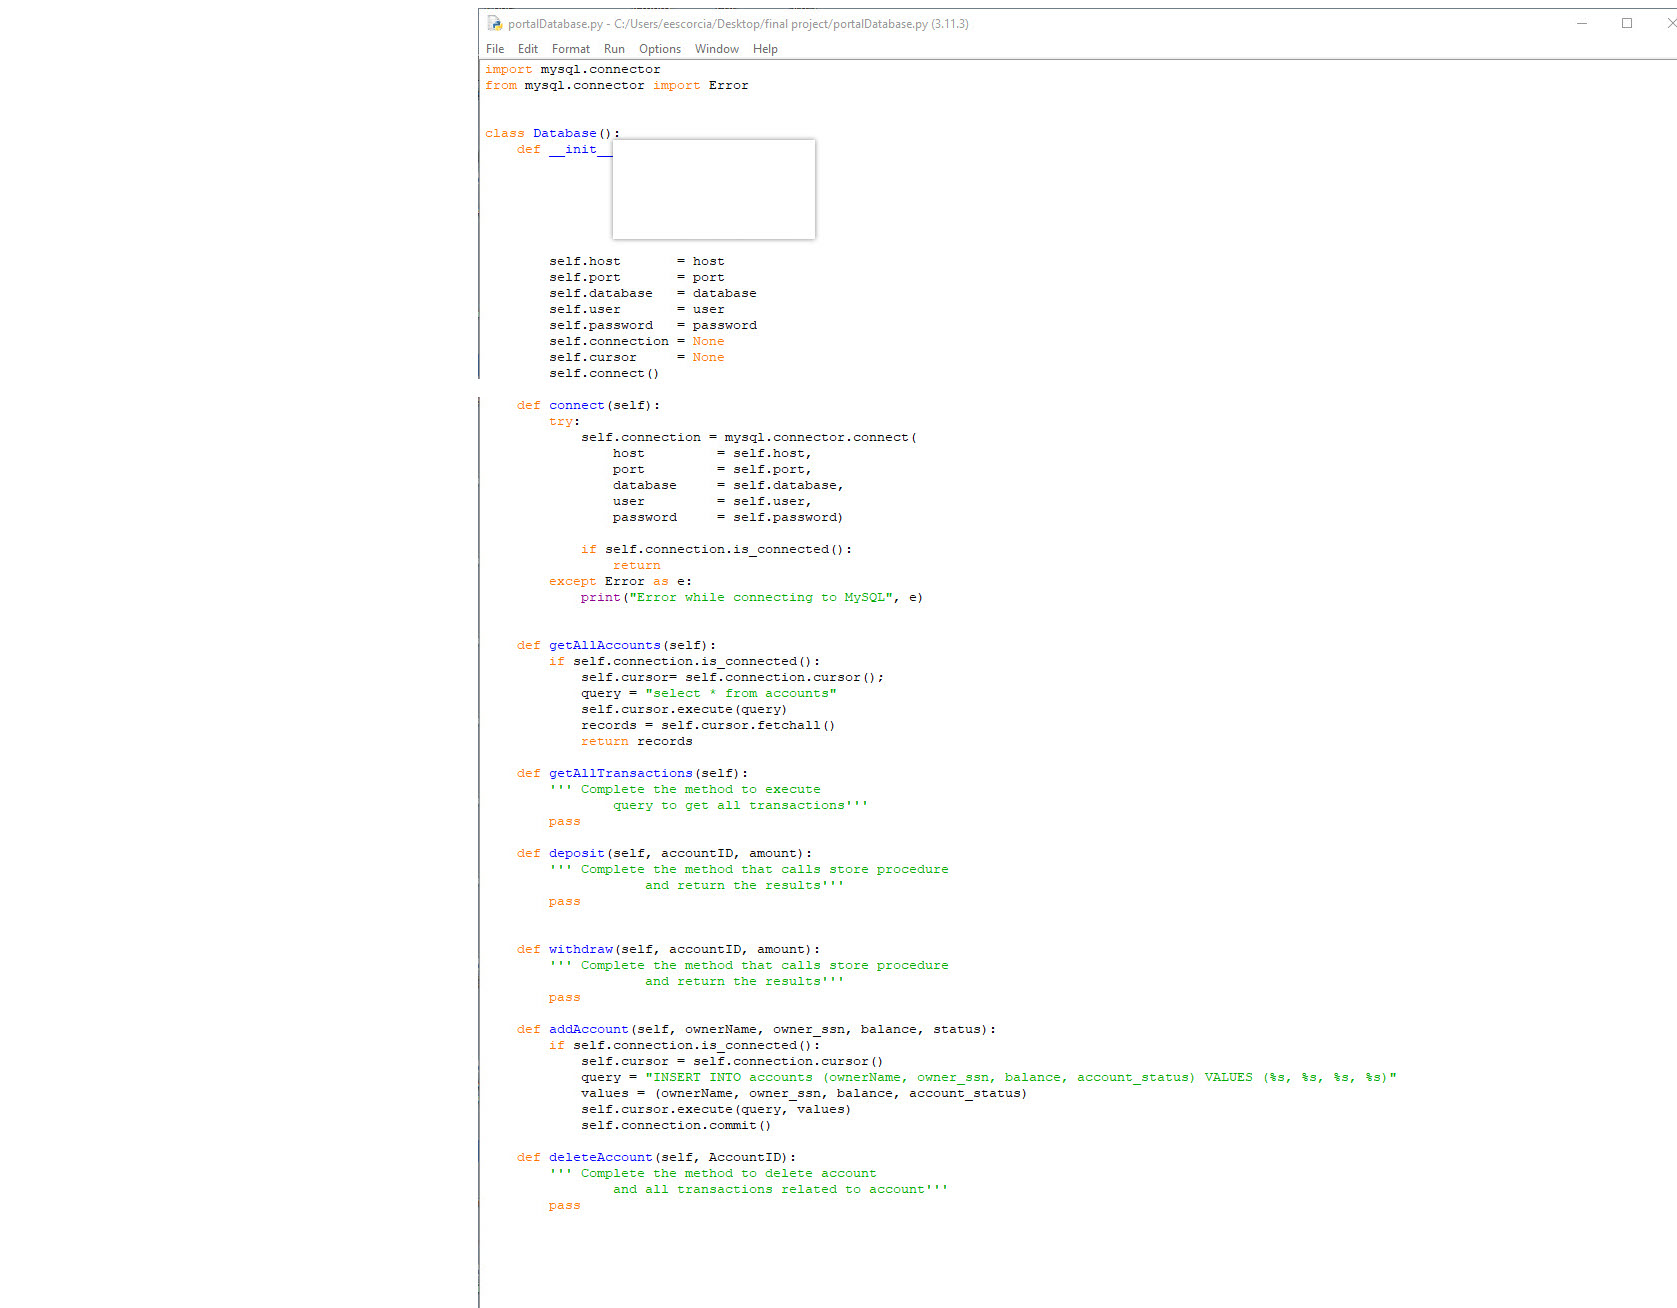 portalDatabase.py - C:/Users/eescorcia/Desktop/final project/portalDatabase.py (3.11.3)
File Edit Format Run Options Window Help
import mysql.connector
from mysql.connector import Error
class Database():
    def __init__
        self.host       = host
        self.port       = port
        self.database   = database
        self.user       = user
        self.password   = password
        self.connection = None
        self.cursor     = None
        self.connect()
    def connect(self):
        try:
            self.connection = mysql.connector.connect(
                host         = self.host,
                port         = self.port,
                database     = self.database,
                user         = self.user,
                password     = self.password)
            if self.connection.is_connected():
                return
        except Error as e:
            print("Error while connecting to MySQL", e)
    def getAllAccounts(self):
        if self.connection.is_connected():
            self.cursor= self.connection.cursor();
            query = "select * from accounts"
            self.cursor.execute(query)
            records = self.cursor.fetchall()
            return records
    def getAllTransactions(self):
        ''' Complete the method to execute
                query to get all transactions'''
        pass
    def deposit(self, accountID, amount):
        ''' Complete the method that calls store procedure
                    and return the results'''
        pass
    def withdraw(self, accountID, amount):
        ''' Complete the method that calls store procedure
                    and return the results'''
        pass
    def addAccount(self, ownerName, owner_ssn, balance, status):
        if self.connection.is_connected():
            self.cursor = self.connection.cursor()
            query = "INSERT INTO accounts (ownerName, owner_ssn, balance, account_status) VALUES (%s, %s, %s, %s)"
            values = (ownerName, owner_ssn, balance, account_status)
            self.cursor.execute(query, values)
            self.connection.commit()
    def deleteAccount(self, AccountID):
        ''' Complete the method to delete account
                and all transactions related to account'''
        pass